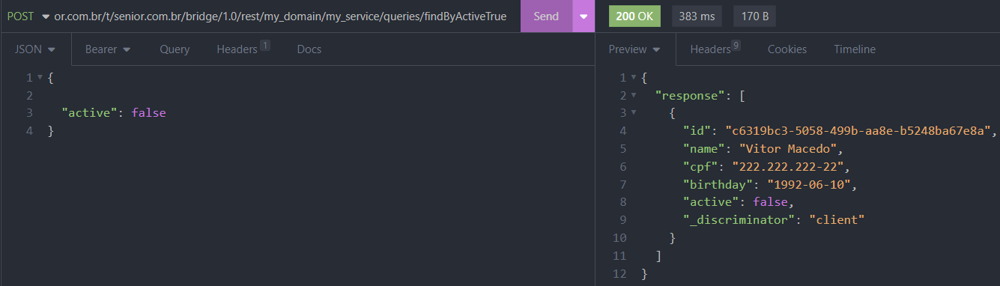 POST or.com.br/t/senior.com.br/bridge/1.0/rest/my_domain/my_service/queries/findByActiveTrue Send 200 OK 383 ms 170 B
JSON Bearer Query Headers 1 Docs
1 {
2
3 "active": false
4 }
Preview Headers 9 Cookies Timeline
1 {
2 "response": [
3 {
4 "id": "c6319bc3-5058-499b-aa8e-b5248ba67e8a",
5 "name": "Vitor Macedo",
6 "cpf": "222.222.222-22",
7 "birthday": "1992-06-10",
8 "active": false,
9 "_discriminator": "client"
10 }
11 ]
12 }